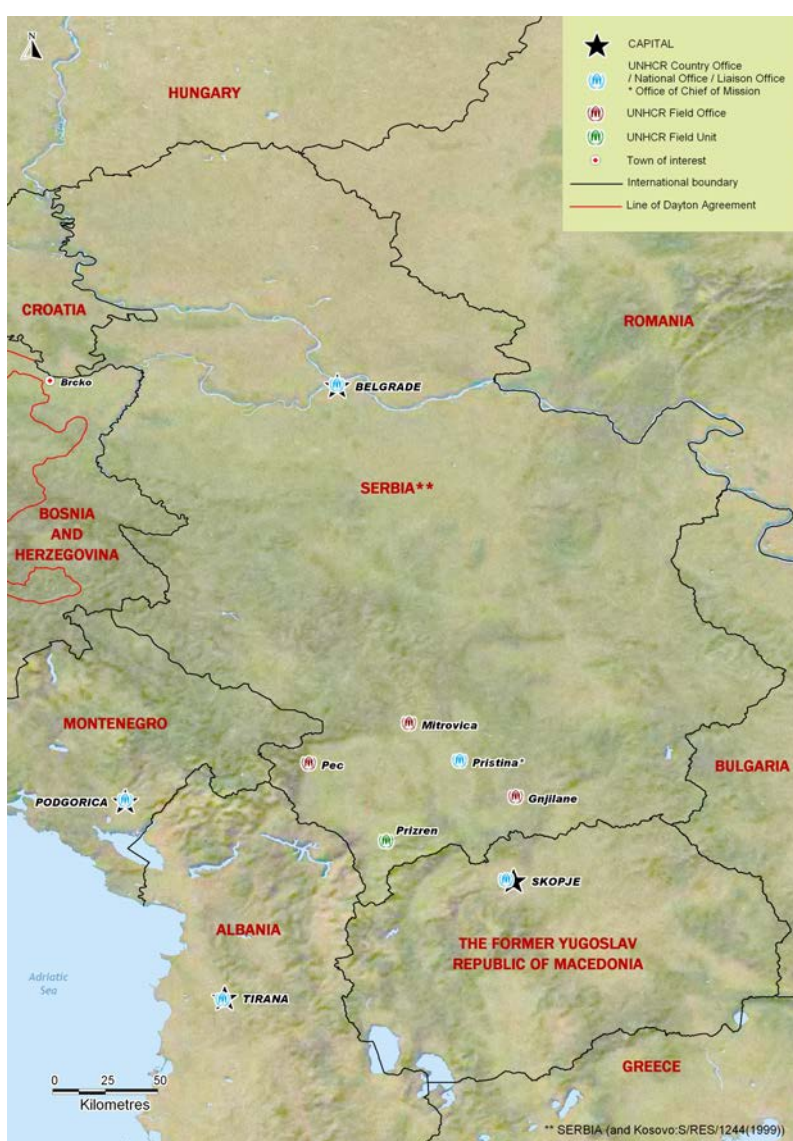 N
CAPITAL
UNHCR Country Office
/ National Office / Liaison Office
* Office of Chief of Mission
UNHCR Field Office
UNHCR Field Unit
Town of interest
International boundary
Line of Dayton Agreement
HUNGARY
CROATIA
ROMANIA
Brcko
BELGRADE
SERBIA**
BOSNIA
AND
HERZEGOVINA
MONTENEGRO
Mitrovica
Pec
Pristina*
BULGARIA
PODGORICA
Gnjilane
Prizren
SKOPJE
ALBANIA
THE FORMER YUGOSLAV
REPUBLIC OF MACEDONIA
Adriatic
Sea
TIRANA
GREECE
0 25 50
Kilometres
** SERBIA (and Kosovo:S/RES/1244(1999))